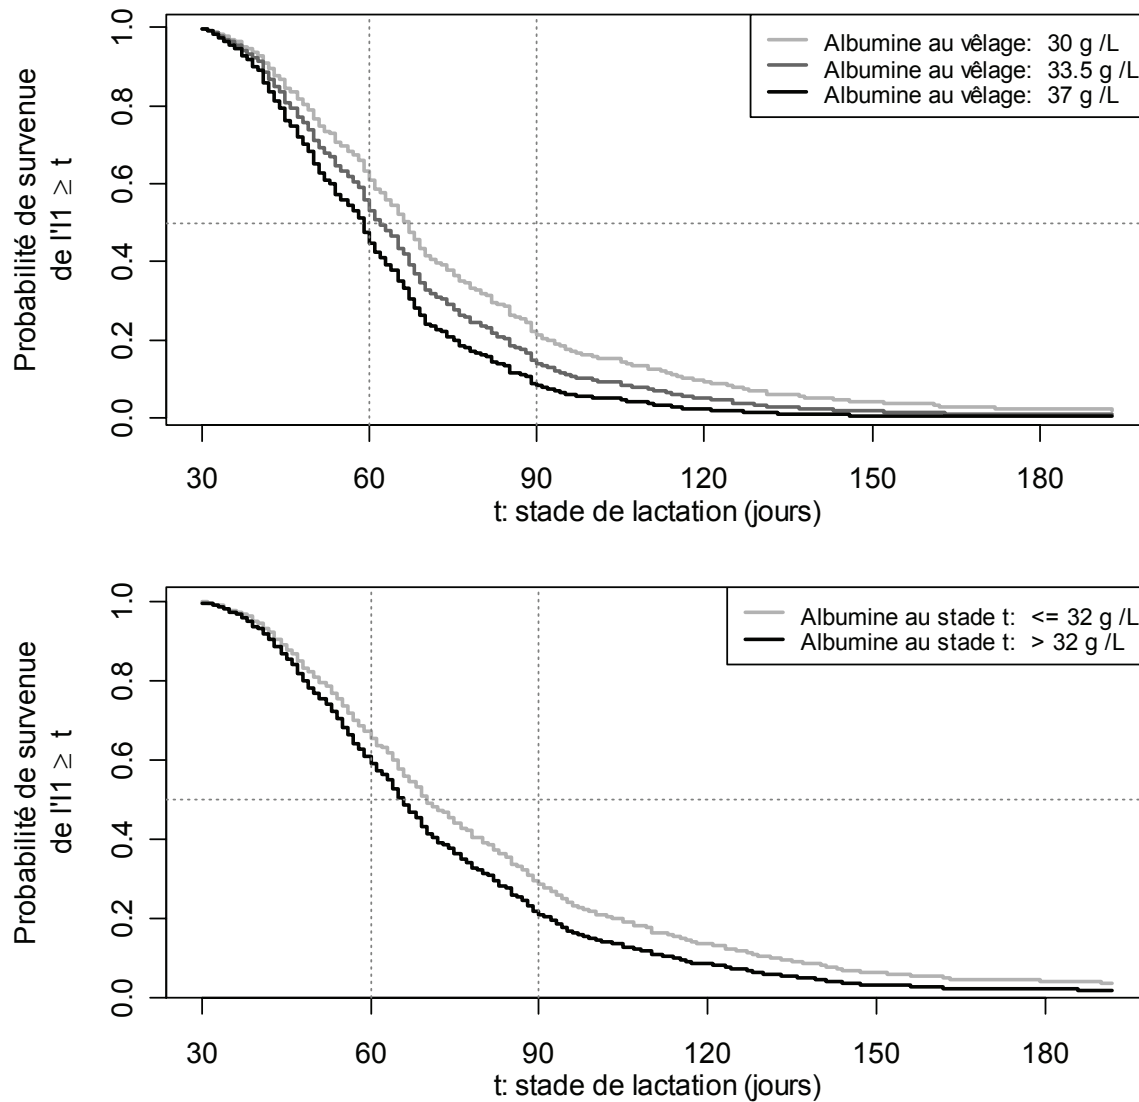 Albumine au vêlage: 30 g /L
Albumine au vêlage: 33.5 g /L
Albumine au vêlage: 37 g /L
Probabilité de survenue
de l'I1 ≥ t
1.0
0.8
0.6
0.4
0.2
0.0
30 60 90 120 150 180
t: stade de lactation (jours)
Albumine au stade t: <= 32 g /L
Albumine au stade t: > 32 g /L
Probabilité de survenue
de l'I1 ≥ t
1.0
0.8
0.6
0.4
0.2
0.0
30 60 90 120 150 180
t: stade de lactation (jours)